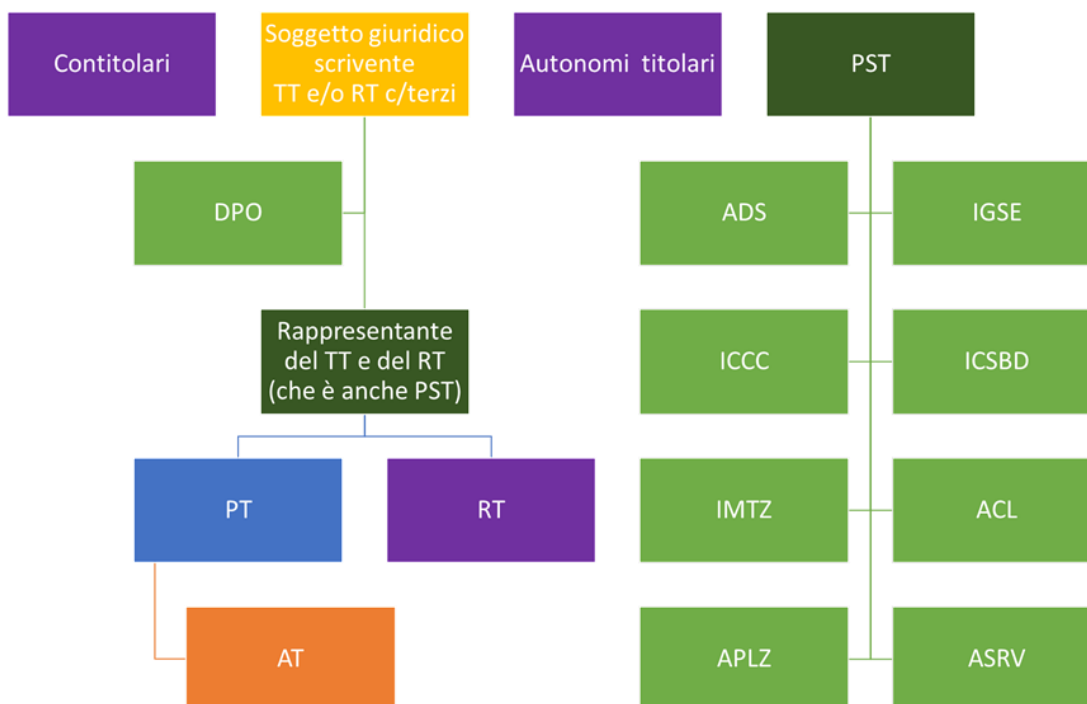 Contitolari
Soggetto giuridico
scrivente
TT e/o RT c/terzi
Autonomi titolari
PST
DPO
ADS
IGSE
Rappresentante
del TT e del RT
(che è anche PST)
ICCC
ICSBD
PT
RT
IMTZ
ACL
AT
APLZ
ASRV